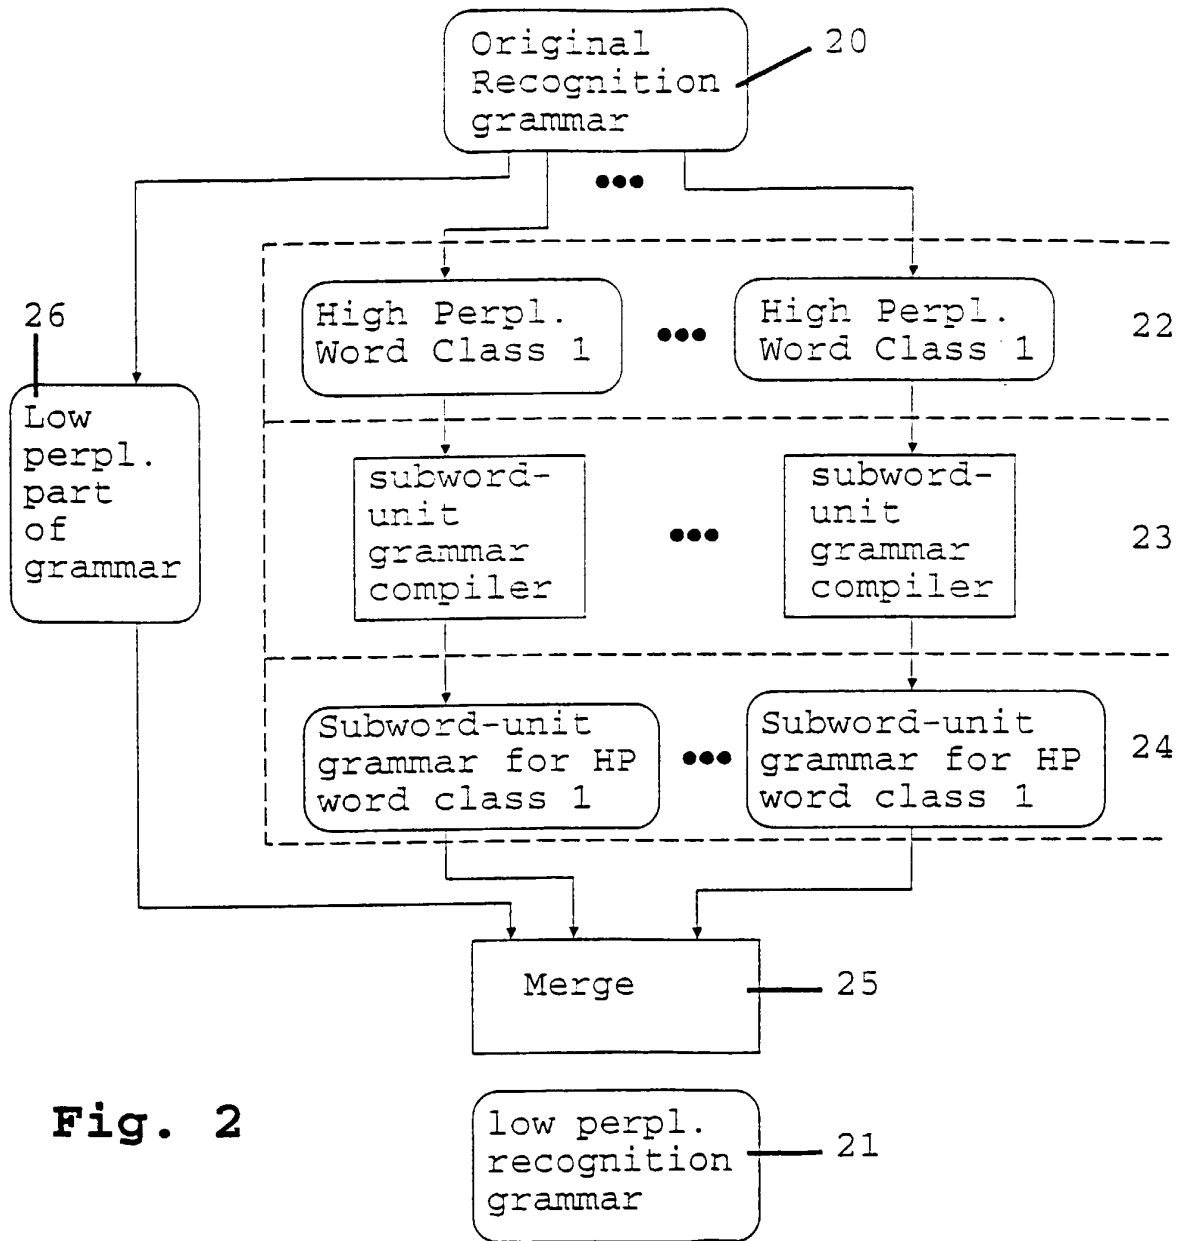 Original
Recognition
grammar
20
High Perpl.
Word Class 1
High Perpl.
Word Class 1
22
26
Low
perpl.
part
of
grammar
subword-
unit
grammar
compiler
subword-
unit
grammar
compiler
23
Subword-unit
grammar for HP
word class 1
Subword-unit
grammar for HP
word class 1
24
Merge
25
Fig. 2
low perpl.
recognition
grammar
21